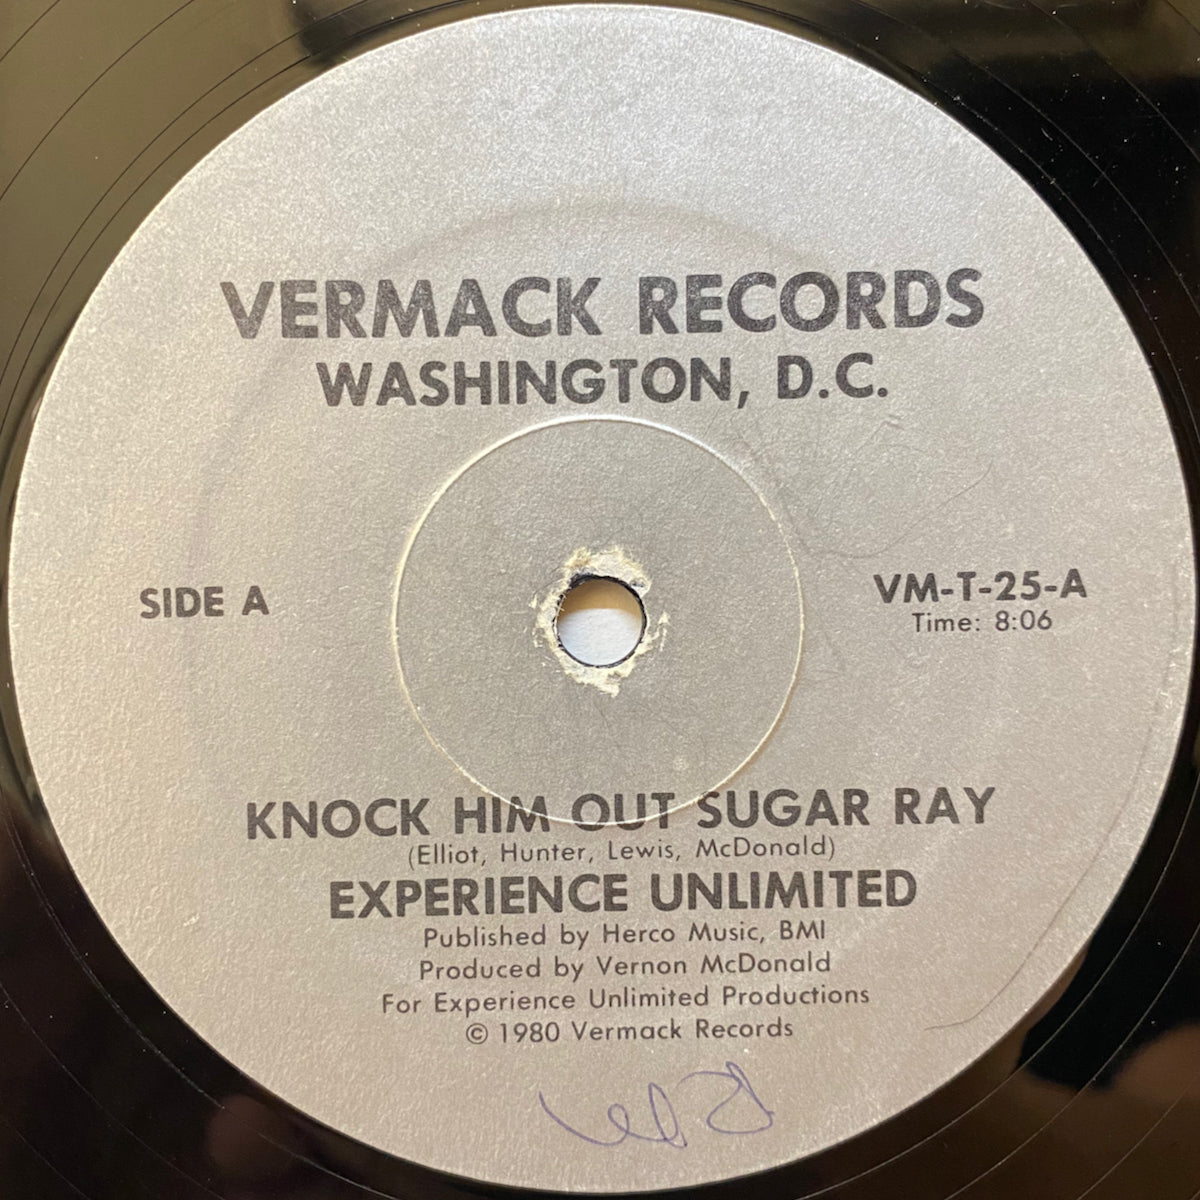 VERMACK RECORDS
WASHINGTON, D.C.
SIDE A
VM-T-25-A
Time: 8:06
KNOCK HIM OUT SUGAR RAY
(Elliot, Hunter, Lewis, McDonald)
EXPERIENCE UNLIMITED
Published by Herco Music, BMI
Produced by Vernon McDonald
For Experience Unlimited Productions
© 1980 Vermack Records